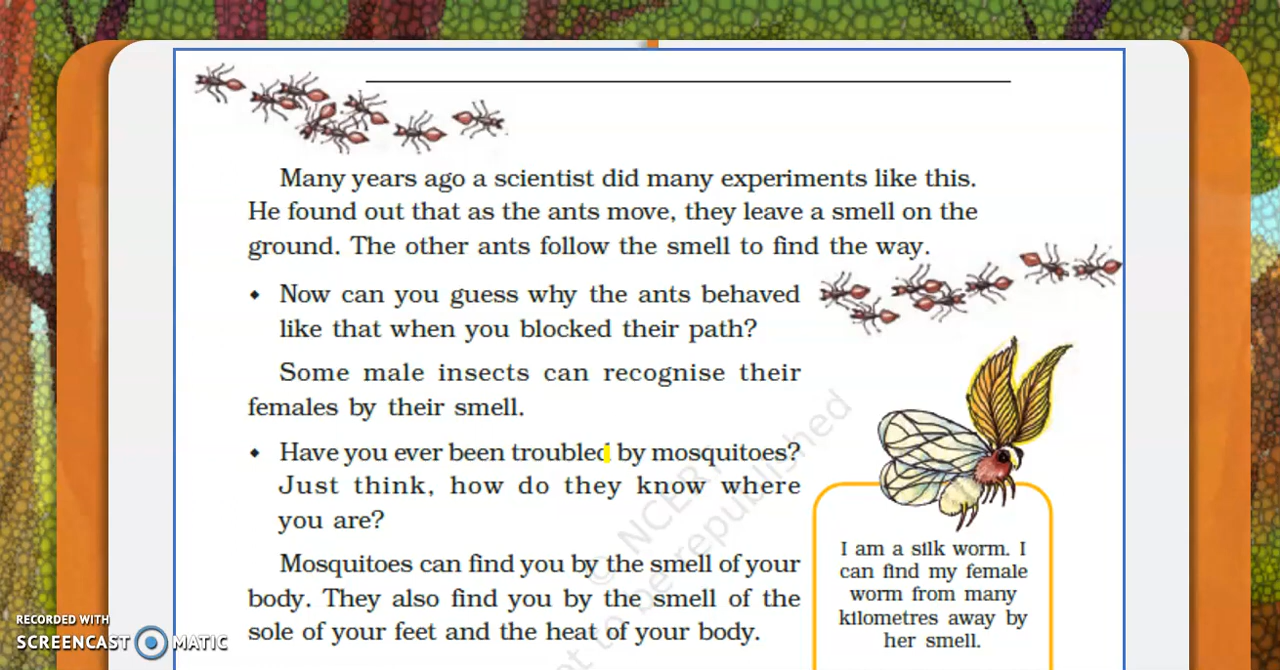 Many years ago a scientist did many experiments like this.
He found out that as the ants move, they leave a smell on the
ground. The other ants follow the smell to find the way.
• Now can you guess why the ants behaved
like that when you blocked their path?
Some male insects can recognise their
females by their smell.
• Have you ever been troubled by mosquitoes?
Just think, how do they know where
you are?
Mosquitoes can find you by the smell of your
body. They also find you by the smell of the
sole of your feet and the heat of your body.
I am a silk worm. I
can find my female
worm from many
kilometres away by
her smell.
© NCERT
not to be republished
RECORDED WITH
SCREENCAST MATIC